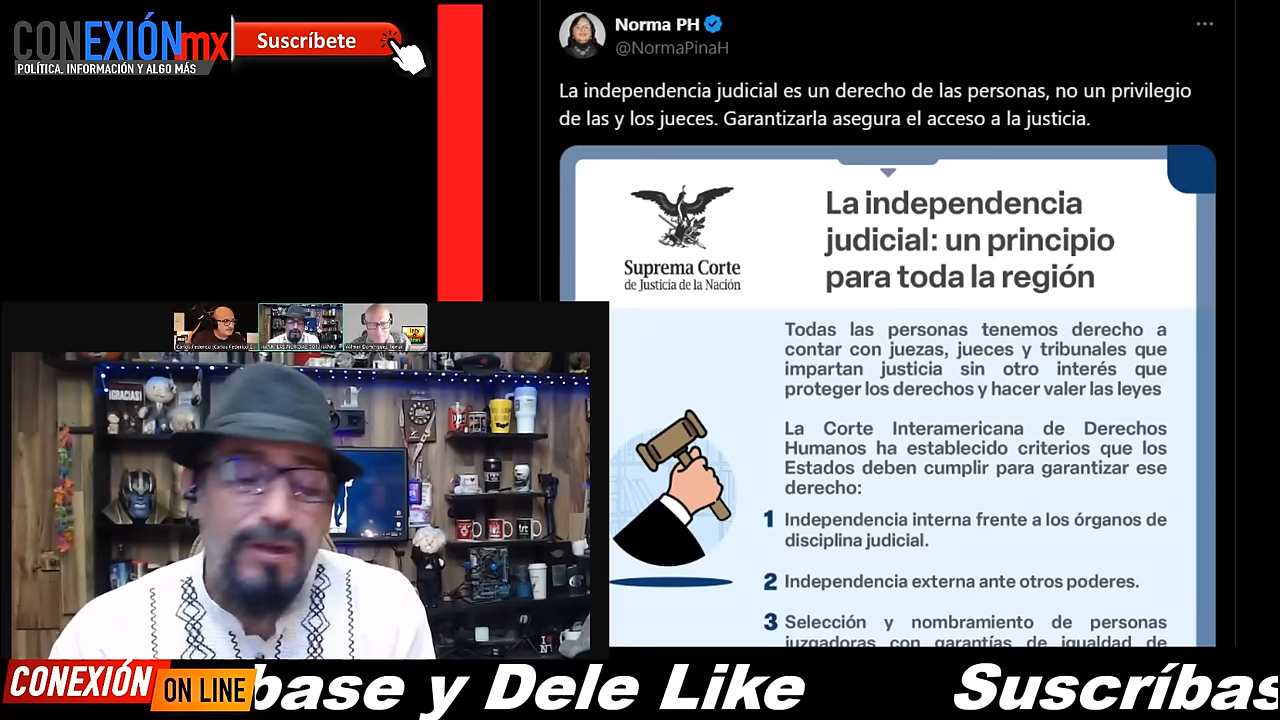 CONEXIÓNmx
POLÍTICA, INFORMACIÓN Y ALGO MÁS
Suscríbete
Norma PH
@NormaPinaH
La independencia judicial es un derecho de las personas, no un privilegio
de las y los jueces. Garantizarla asegura el acceso a la justicia.
Suprema Corte
de Justicia de la Nación
La independencia
judicial: un principio
para toda la región
Todas las personas tenemos derecho a
contar con juezas, jueces y tribunales que
impartan justicia sin otro interés que
proteger los derechos y hacer valer las leyes
La Corte Interamericana de Derechos
Humanos ha establecido criterios que los
Estados deben cumplir para garantizar ese
derecho:
1 Independencia interna frente a los órganos de
disciplina judicial.
2 Independencia externa ante otros poderes.
3 Selección y nombramiento de personas
juzgadoras con garantías de igualdad de
¡GRACIAS!
CONEXIÓN
ON LINE
base y Dele Like
Suscríbas